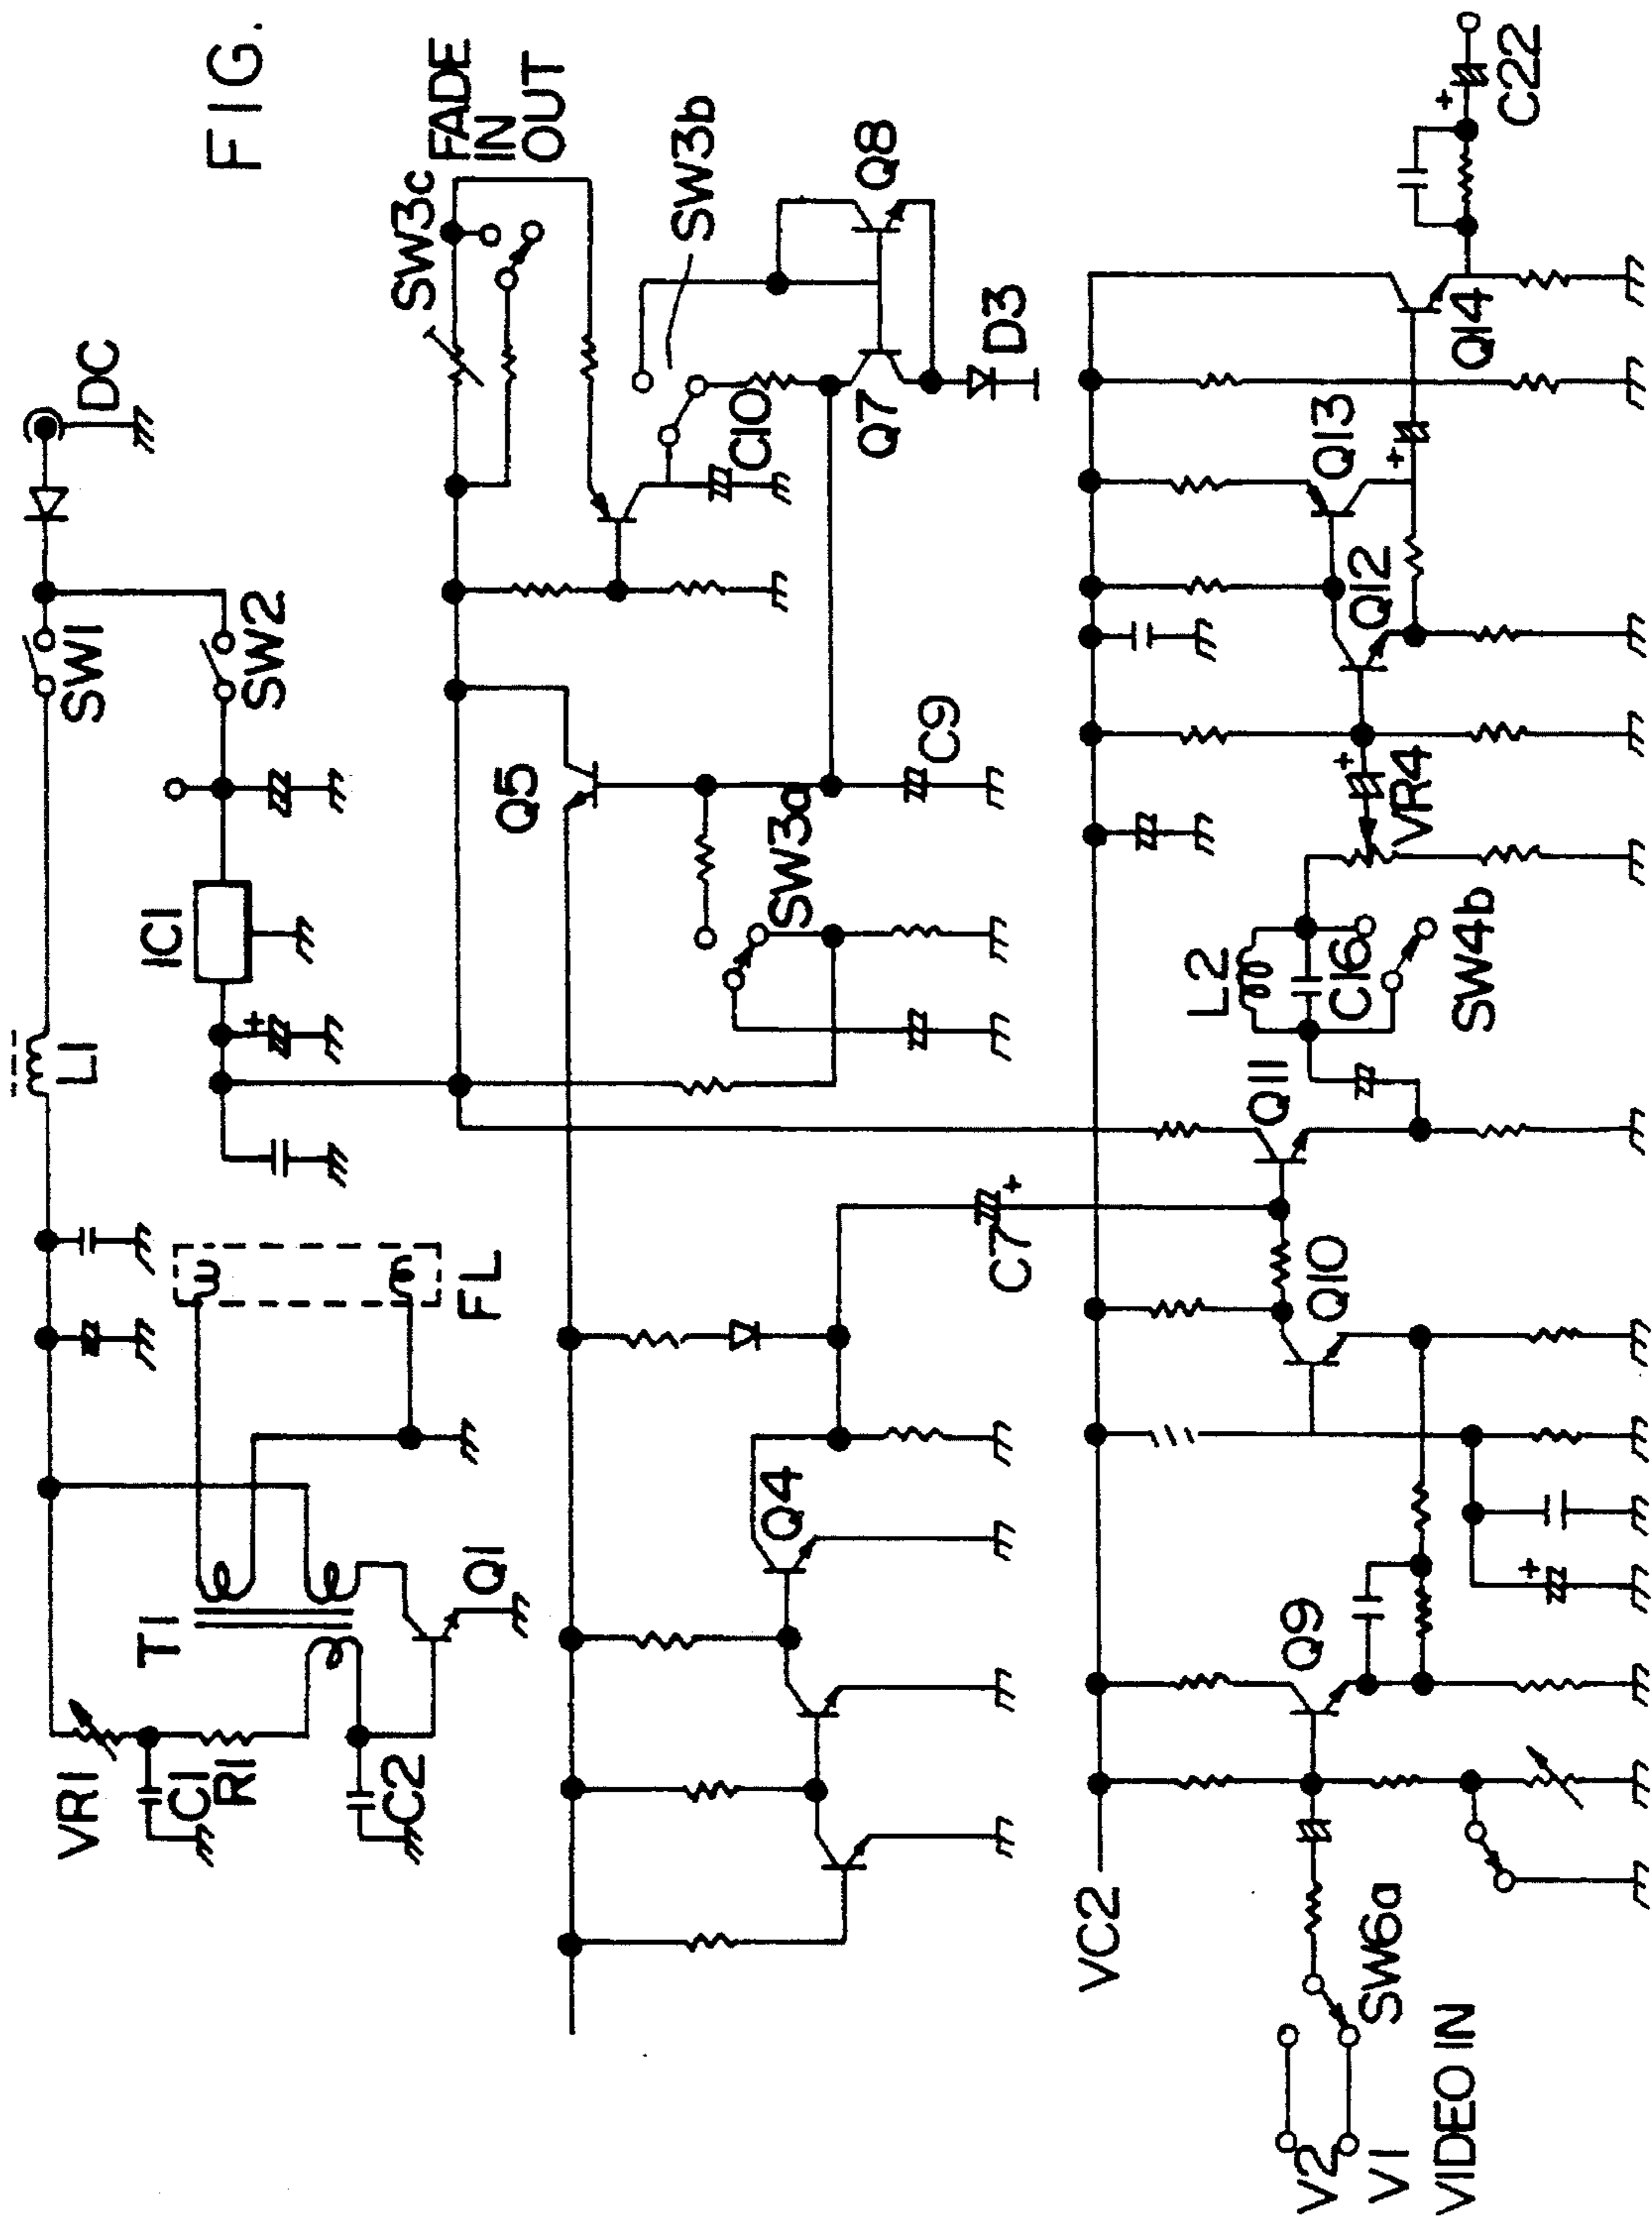 FIG.
DC
SW1
SW2
L1
IC1
FL
T1
Q1
VR1
C1
R1
C2
SW3c
FADE
IN
OUT
SW3b
Q8
C10
Q7
D3
Q5
C9
SW3a
Q4
C7
+
+
VC2
C22
+
Q14
Q13
+
Q12
VR4
+
L2
C16
SW4b
Q11
Q10
Q9
+
SW6a
V2
V1
VIDEO IN